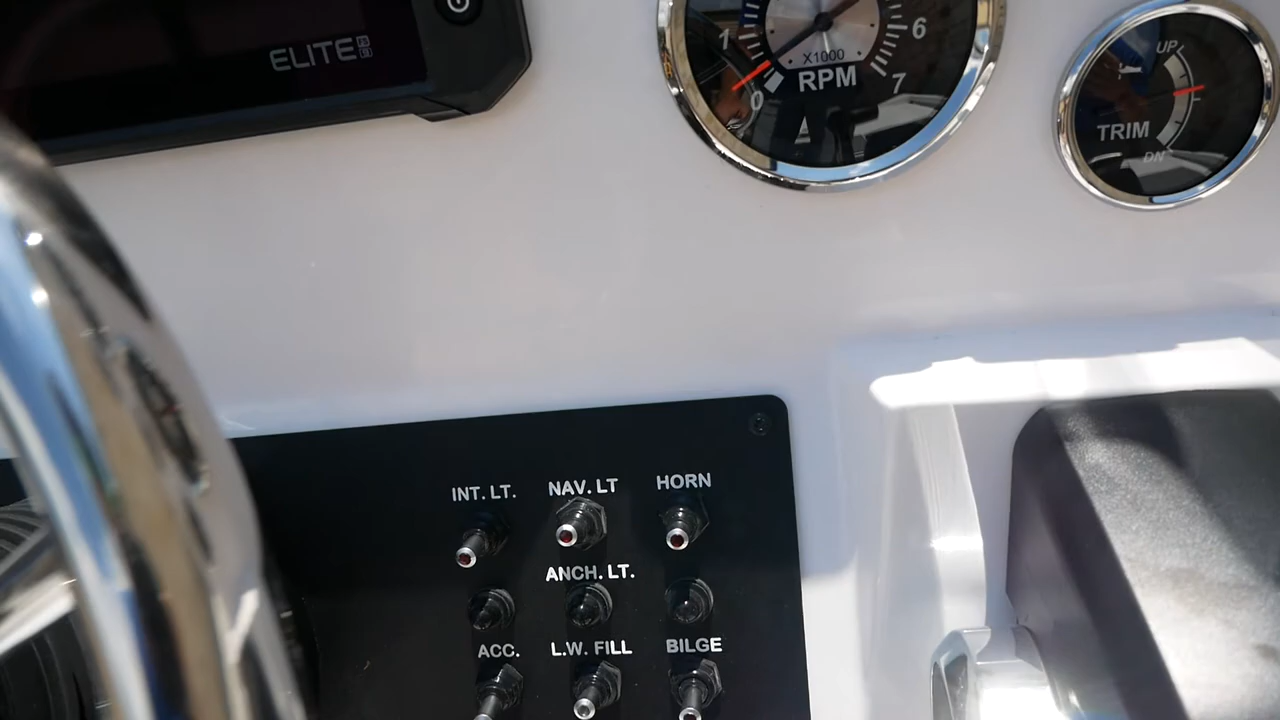 ELITE FS
1
6
X1000
RPM
0
7
UP
TRIM
DN
INT. LT.
NAV. LT
HORN
ANCH. LT.
ACC.
L.W. FILL
BILGE